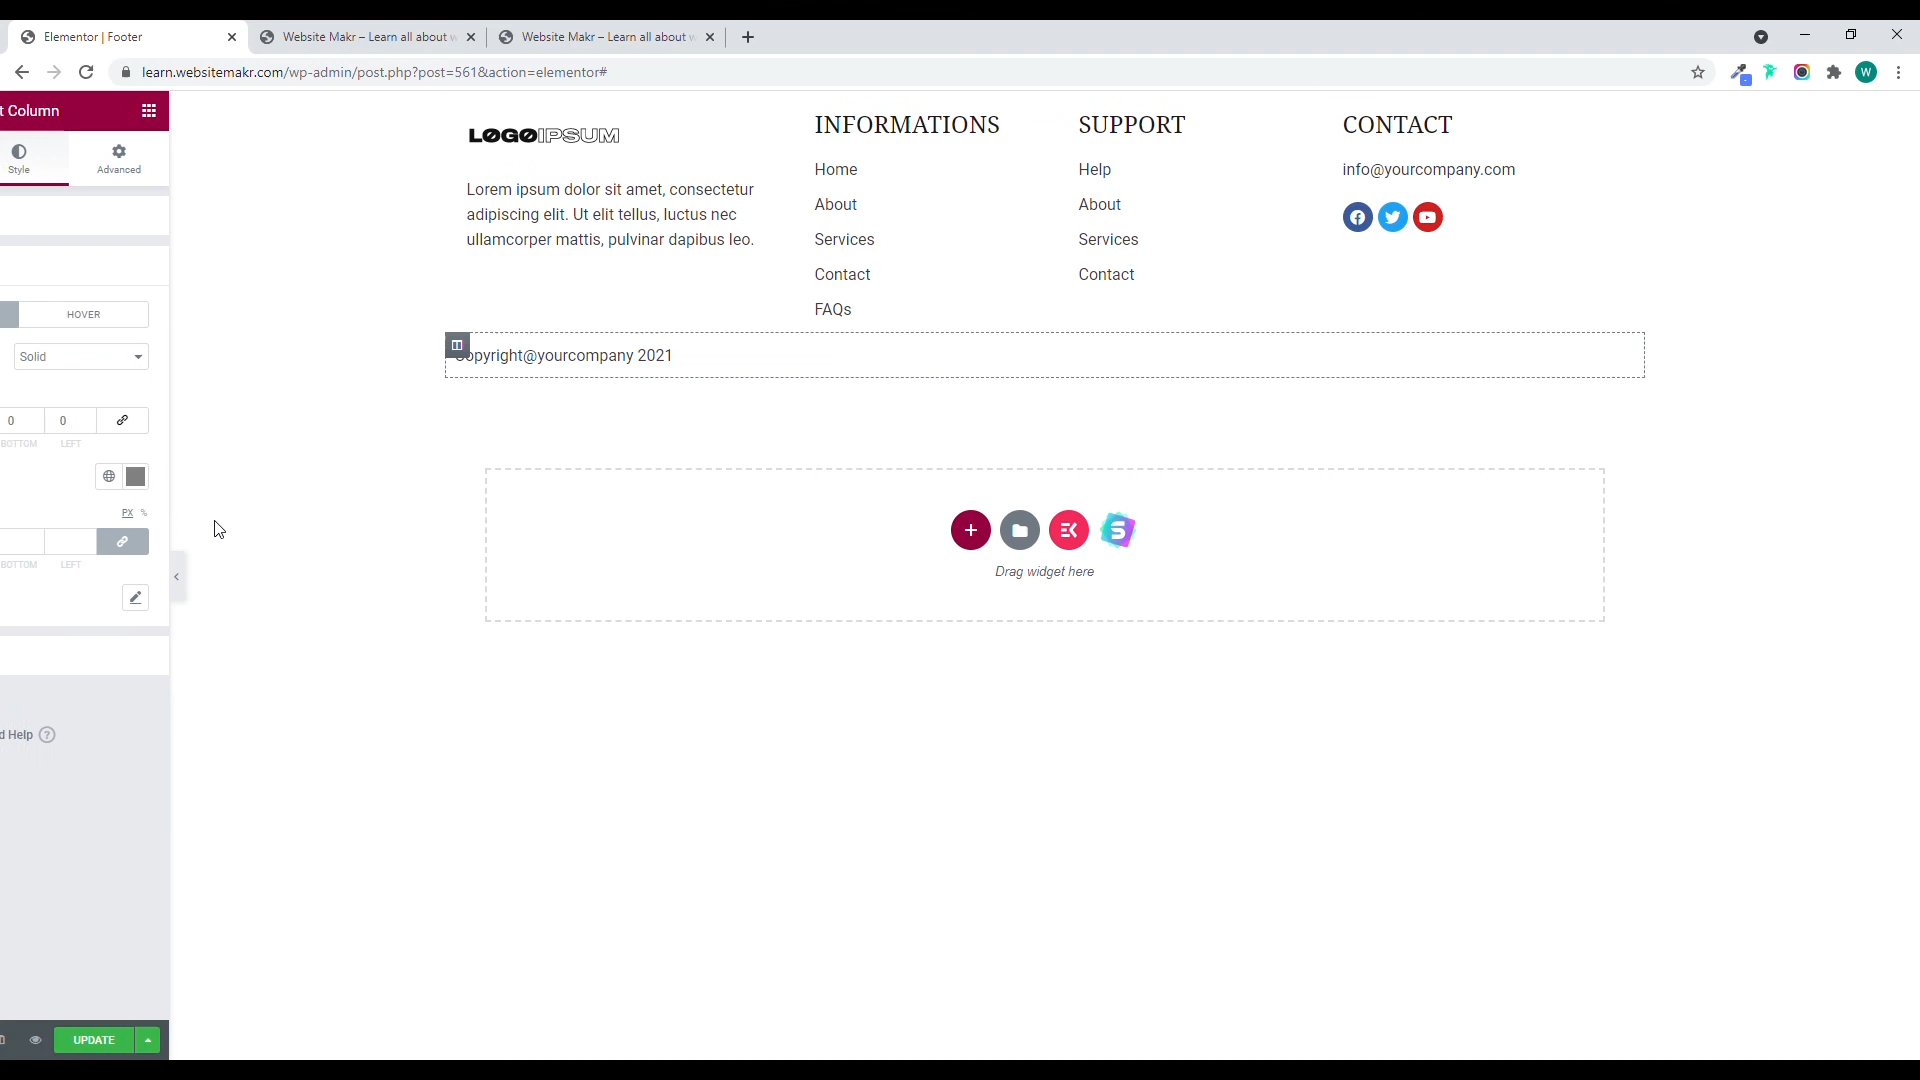 Elementor | Footer
Website Makr – Learn all about w
Website Makr – Learn all about w
learn.websitemakr.com/wp-admin/post.php?post=561&action=elementor#
W
t Column
Style
Advanced
HOVER
Solid
0
0
BOTTOM
LEFT
PX
%
BOTTOM
LEFT
d Help
?
UPDATE
LOGOIPSUM
Lorem ipsum dolor sit amet, consectetur
adipiscing elit. Ut elit tellus, luctus nec
ullamcorper mattis, pulvinar dapibus leo.
INFORMATIONS
Home
About
Services
Contact
FAQs
SUPPORT
Help
About
Services
Contact
CONTACT
info@yourcompany.com
opyright@yourcompany 2021
Drag widget here